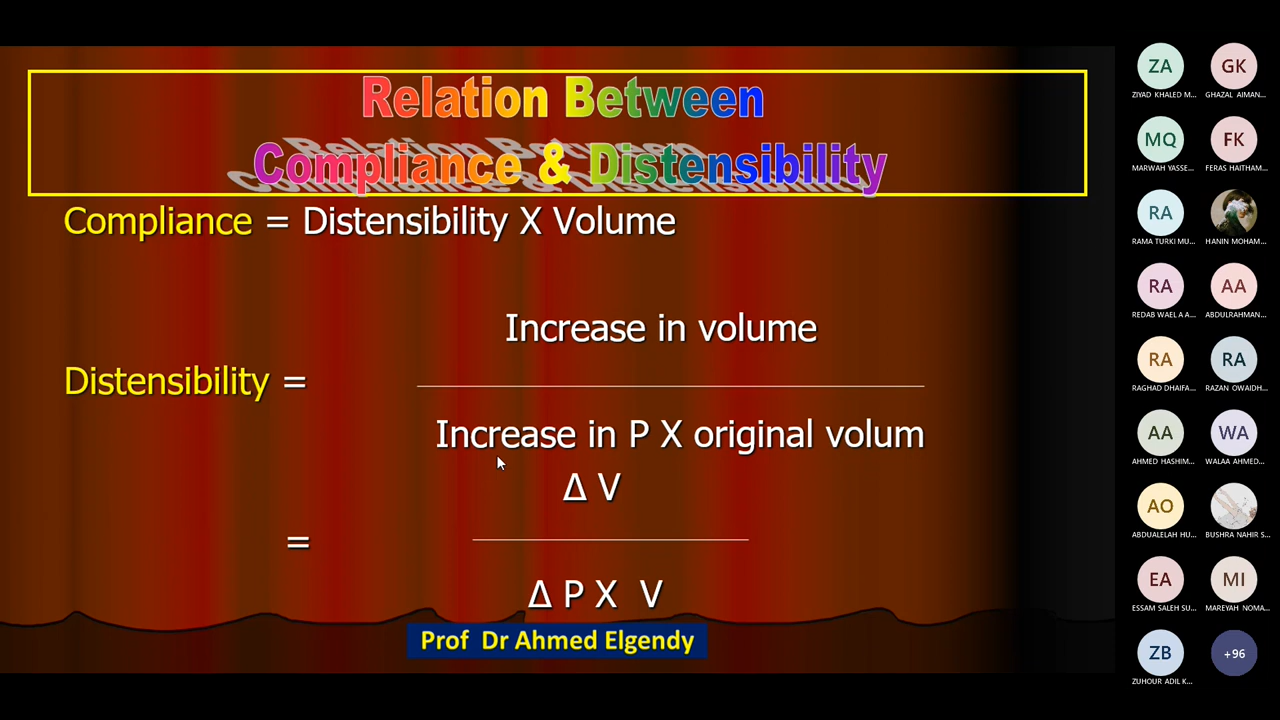 Relation Between
Compliance & Distensibility
Compliance = Distensibility X Volume
Increase in volume
Distensibility =
Increase in P X original volum
Δ V
=
Δ P X V
Prof Dr Ahmed Elgendy
ZA GK
ZIYAD KHALED M... GHAZAL AIMAN...
MQ FK
MARWAH YASSE... FERAS HAITHAM...
RA
RAMA TURKI MU... HANIN MOHAM...
RA AA
REDAB WAEL A A... ABDULRAHMAN...
RA RA
RAGHAD DHAIFA... RAZAN OWAIDH...
AA WA
AHMED HASHIM... WALAA AHMED...
AO
ABDUALELAH HU... BUSHRA NAHIR S...
EA MI
ESSAM SALEH SU... MAREYAH NOMA...
ZB +96
ZUHOUR ADIL K...